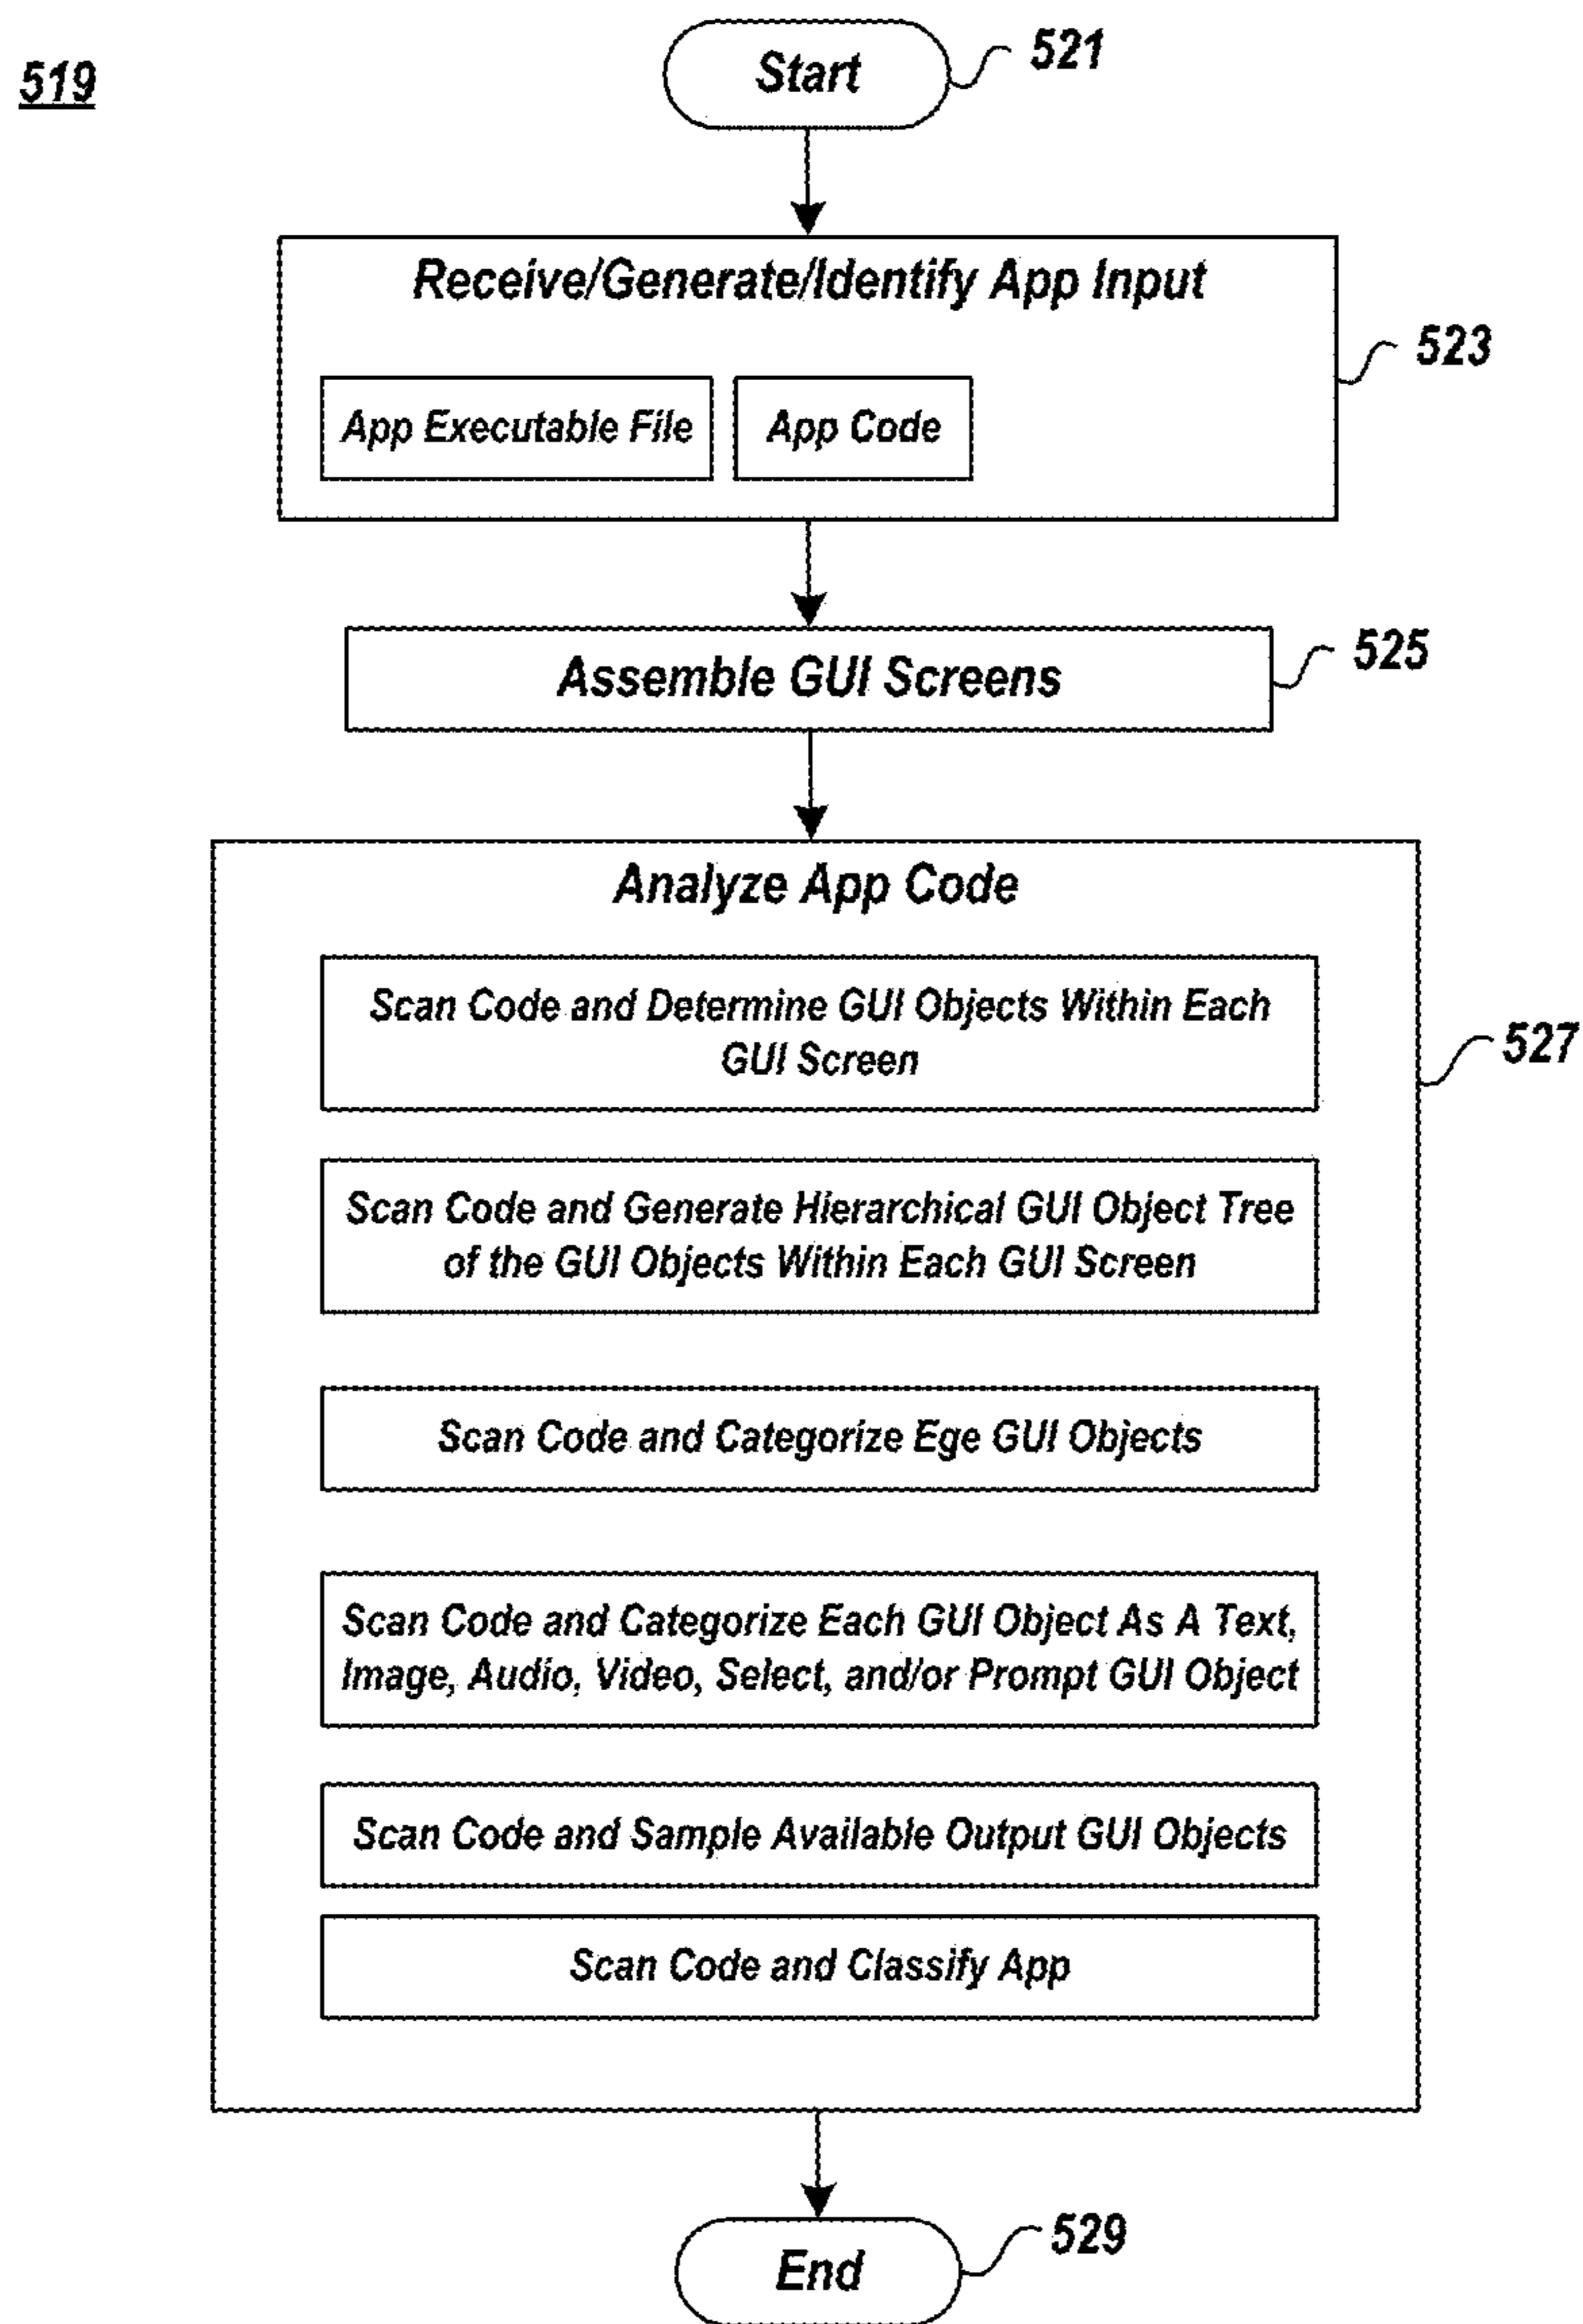 519
Start
521
Receive/Generate/Identify App Input
523
App Executable File
App Code
Assemble GUI Screens
525
Analyze App Code
Scan Code and Determine GUI Objects Within Each
GUI Screen
527
Scan Code and Generate Hierarchical GUI Object Tree
of the GUI Objects Within Each GUI Screen
Scan Code and Categorize Ege GUI Objects
Scan Code and Categorize Each GUI Object As A Text,
Image, Audio, Video, Select, and/or Prompt GUI Object
Scan Code and Sample Available Output GUI Objects
Scan Code and Classify App
End
529